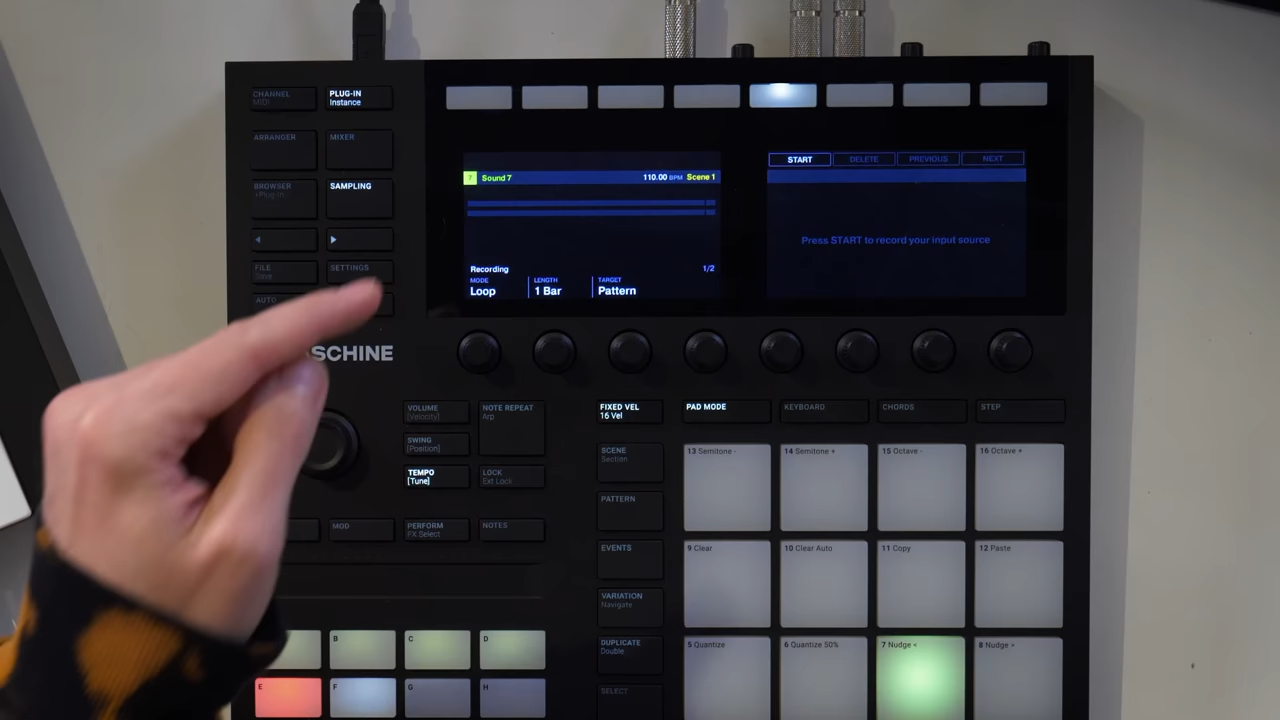 CHANNEL
MIDI
PLUG-IN
Instance
ARRANGER
MIXER
BROWSER
+Plug-in
SAMPLING
FILE
Save
SETTINGS
AUTO
SCHINE
7 Sound 7 110.00 BPM Scene 1
Recording 1/2
MODE LENGTH TARGET
Loop 1 Bar Pattern
START DELETE PREVIOUS NEXT
Press START to record your input source
VOLUME
[Velocity]
NOTE REPEAT
Arp
SWING
[Position]
TEMPO
[Tune]
LOCK
Ext Lock
MOD
PERFORM
FX Select
NOTES
FIXED VEL
16 Vel
PAD MODE
KEYBOARD
CHORDS
STEP
SCENE
Section
PATTERN
EVENTS
VARIATION
Navigate
DUPLICATE
Double
SELECT
13 Semitone -
14 Semitone +
15 Octave -
16 Octave +
9 Clear
10 Clear Auto
11 Copy
12 Paste
5 Quantize
6 Quantize 50%
7 Nudge <
8 Nudge >
B
C
D
E
F
G
H